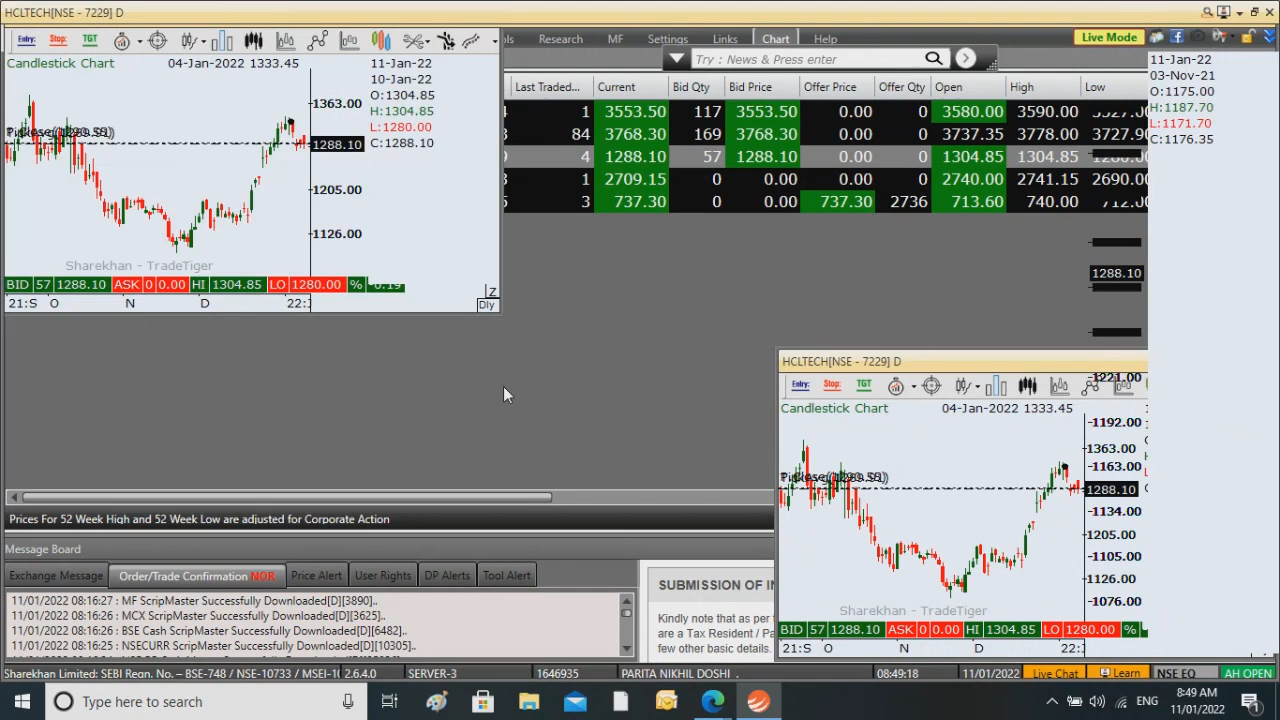 HCLTECH[NSE - 7229] D
Entry: Stop: TGT
Research MF Settings Links Chart Help
Live Mode
Try : News & Press enter
Candlestick Chart 04-Jan-2022 1333.45
11-Jan-22
10-Jan-22
O:1304.85
H:1304.85
L:1280.00
C:1288.10
1363.00
1288.10
1205.00
1126.00
Sharekhan - TradeTiger
BID 57 1288.10 ASK 0 0.00 HI 1304.85 LO 1280.00 %
21:S O N D
Z
Dly
Last Traded... Current Bid Qty Bid Price Offer Price Offer Qty Open High Low
1 3553.50 117 3553.50 0.00 0 3580.00 3590.00
84 3768.30 169 3768.30 0.00 0 3737.35 3778.00 3727.90
4 1288.10 57 1288.10 0.00 0 1304.85 1304.85
1 2709.15 0 0.00 0.00 0 2740.00 2741.15 2690.00
3 737.30 0 0.00 737.30 2736 713.60 740.00
11-Jan-22
03-Nov-21
O:1175.00
H:1187.70
L:1171.70
C:1176.35
1288.10
HCLTECH[NSE - 7229] D
Entry: Stop: TGT
1221.00
Candlestick Chart 04-Jan-2022 1333.45
1192.00
1363.00
1163.00
1288.10
1134.00
1205.00
1105.00
1126.00
1076.00
Sharekhan - TradeTiger
BID 57 1288.10 ASK 0 0.00 HI 1304.85 LO 1280.00 %
21:S O N D
Prices For 52 Week High and 52 Week Low are adjusted for Corporate Action
Message Board
Exchange Message Order/Trade Confirmation NOR Price Alert User Rights DP Alerts Tool Alert
11/01/2022 08:16:27 : MF ScripMaster Successfully Downloaded[D][3890]..
11/01/2022 08:16:26 : MCX ScripMaster Successfully Downloaded[D][3625]..
11/01/2022 08:16:26 : BSE Cash ScripMaster Successfully Downloaded[D][6482]..
11/01/2022 08:16:25 : NSECURR ScripMaster Successfully Downloaded[D][10305]..
SUBMISSION OF
Kindly note that as per
are a Tax Resident / Pa
few other basic details.
Sharekhan Limited: SEBI Regn. No. – BSE-748 / NSE-10733 / MSEI-10 2.6.4.0 SERVER-3 1646935 PARITA NIKHIL DOSHI . 08:49:18 11/01/2022 Live Chat Learn NSE EQ AH OPEN
Type here to search
ENG
8:49 AM
11/01/2022
1